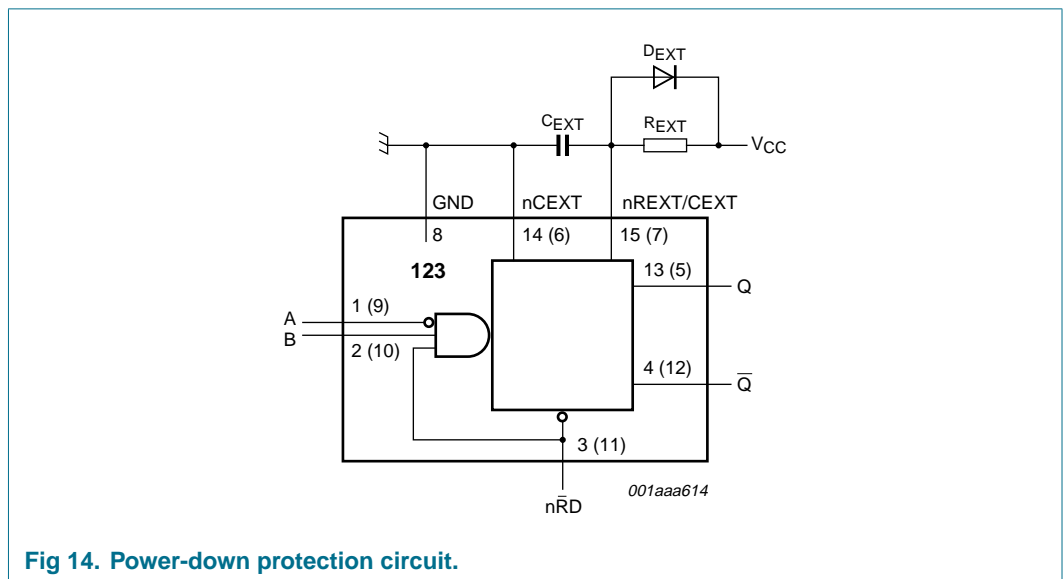 DEXT
CEXT
REXT
VCC
GND
nCEXT
nREXT/CEXT
8
14 (6)
15 (7)
123
13 (5)
Q
1 (9)
A
B
2 (10)
4 (12)
Q̅
3 (11)
001aaa614
nR̅D
Fig 14. Power-down protection circuit.